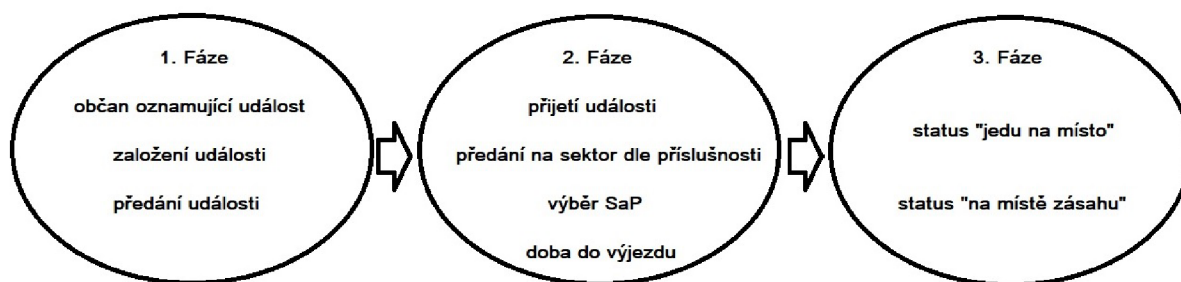 1. Fáze
občan oznamující událost
založení události
předání události
2. Fáze
přijetí události
předání na sektor dle příslušnosti
výběr SaP
doba do výjezdu
3. Fáze
status "jedu na místo"
status "na místě zásahu"